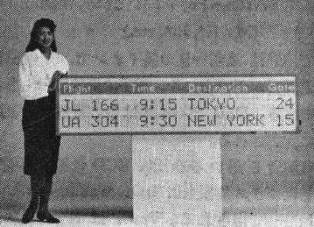 Flight Time Destination Gate
JL 166 9:15 TOKYO 24
UA 304 9:30 NEW YORK 15